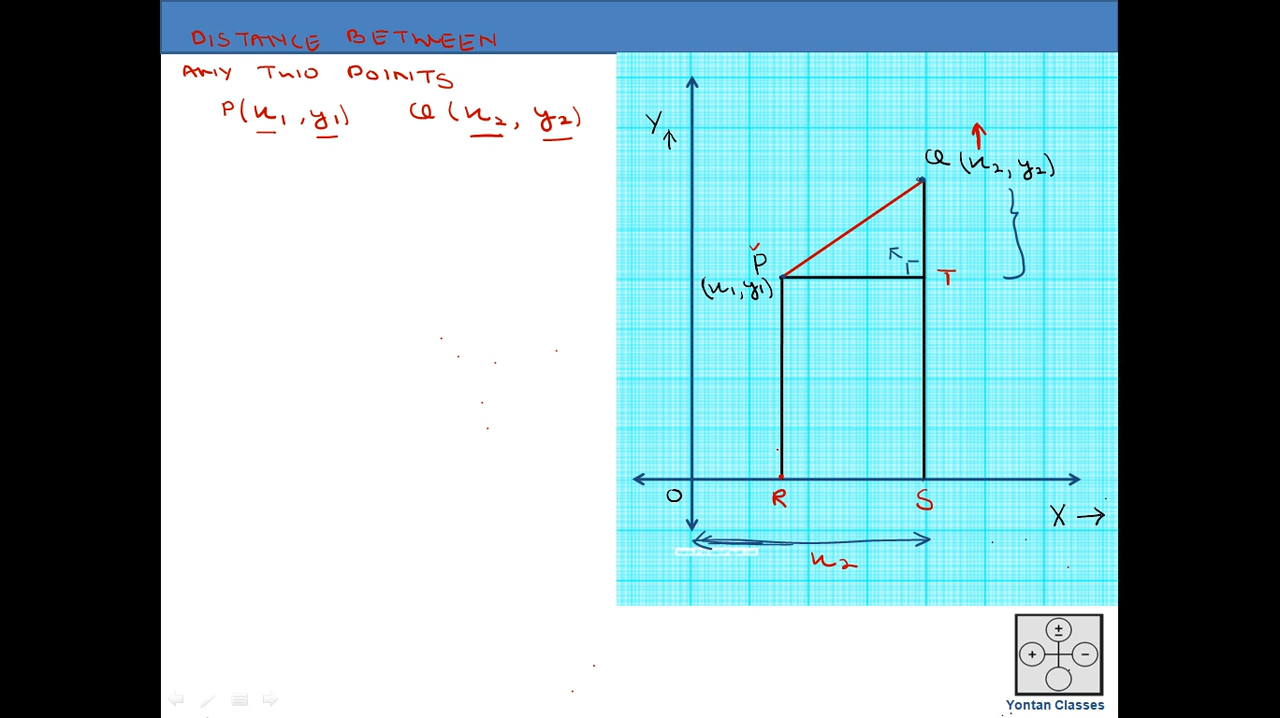 DISTANCE BETWEEN
ANY TWO POINTS
P(x1, y1) Q(x2, y2)
Y
Q (x2, y2)
P
(x1, y1)
T
O
R
S
X
x2
Yontan Classes